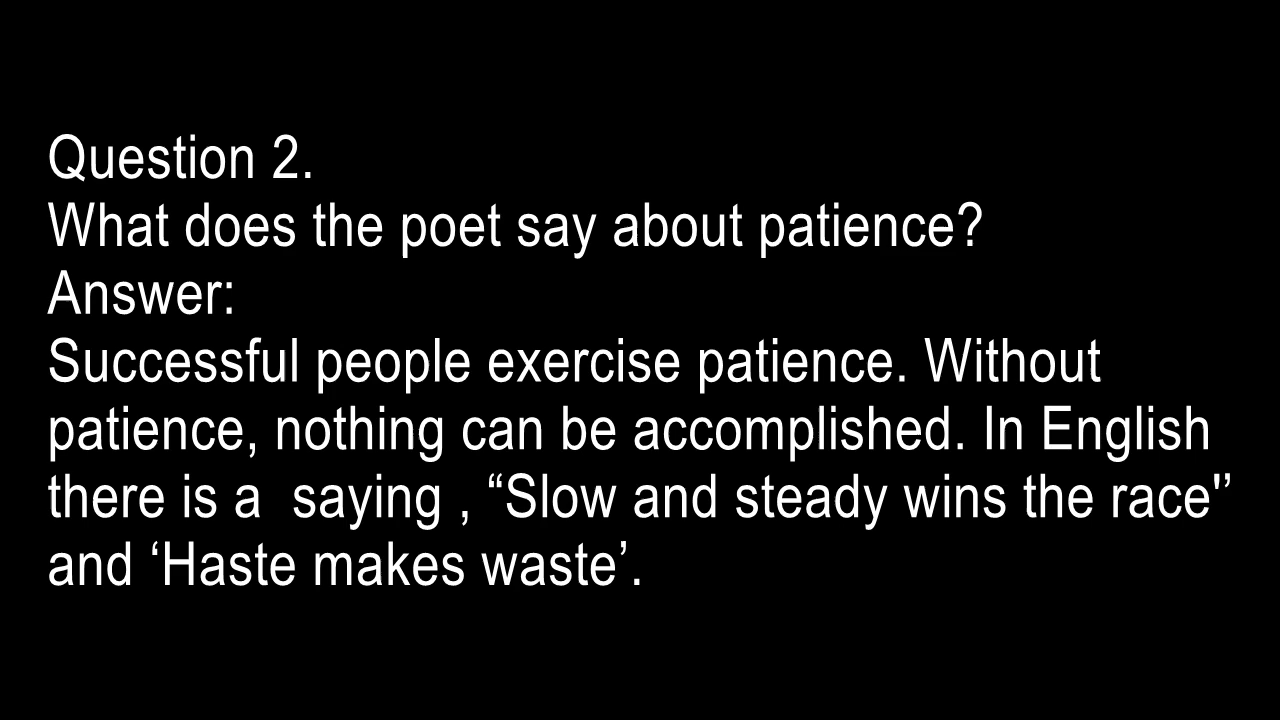 Question 2.
What does the poet say about patience?
Answer:
Successful people exercise patience. Without
patience, nothing can be accomplished. In English
there is a  saying , “Slow and steady wins the race'’
and ‘Haste makes waste’.